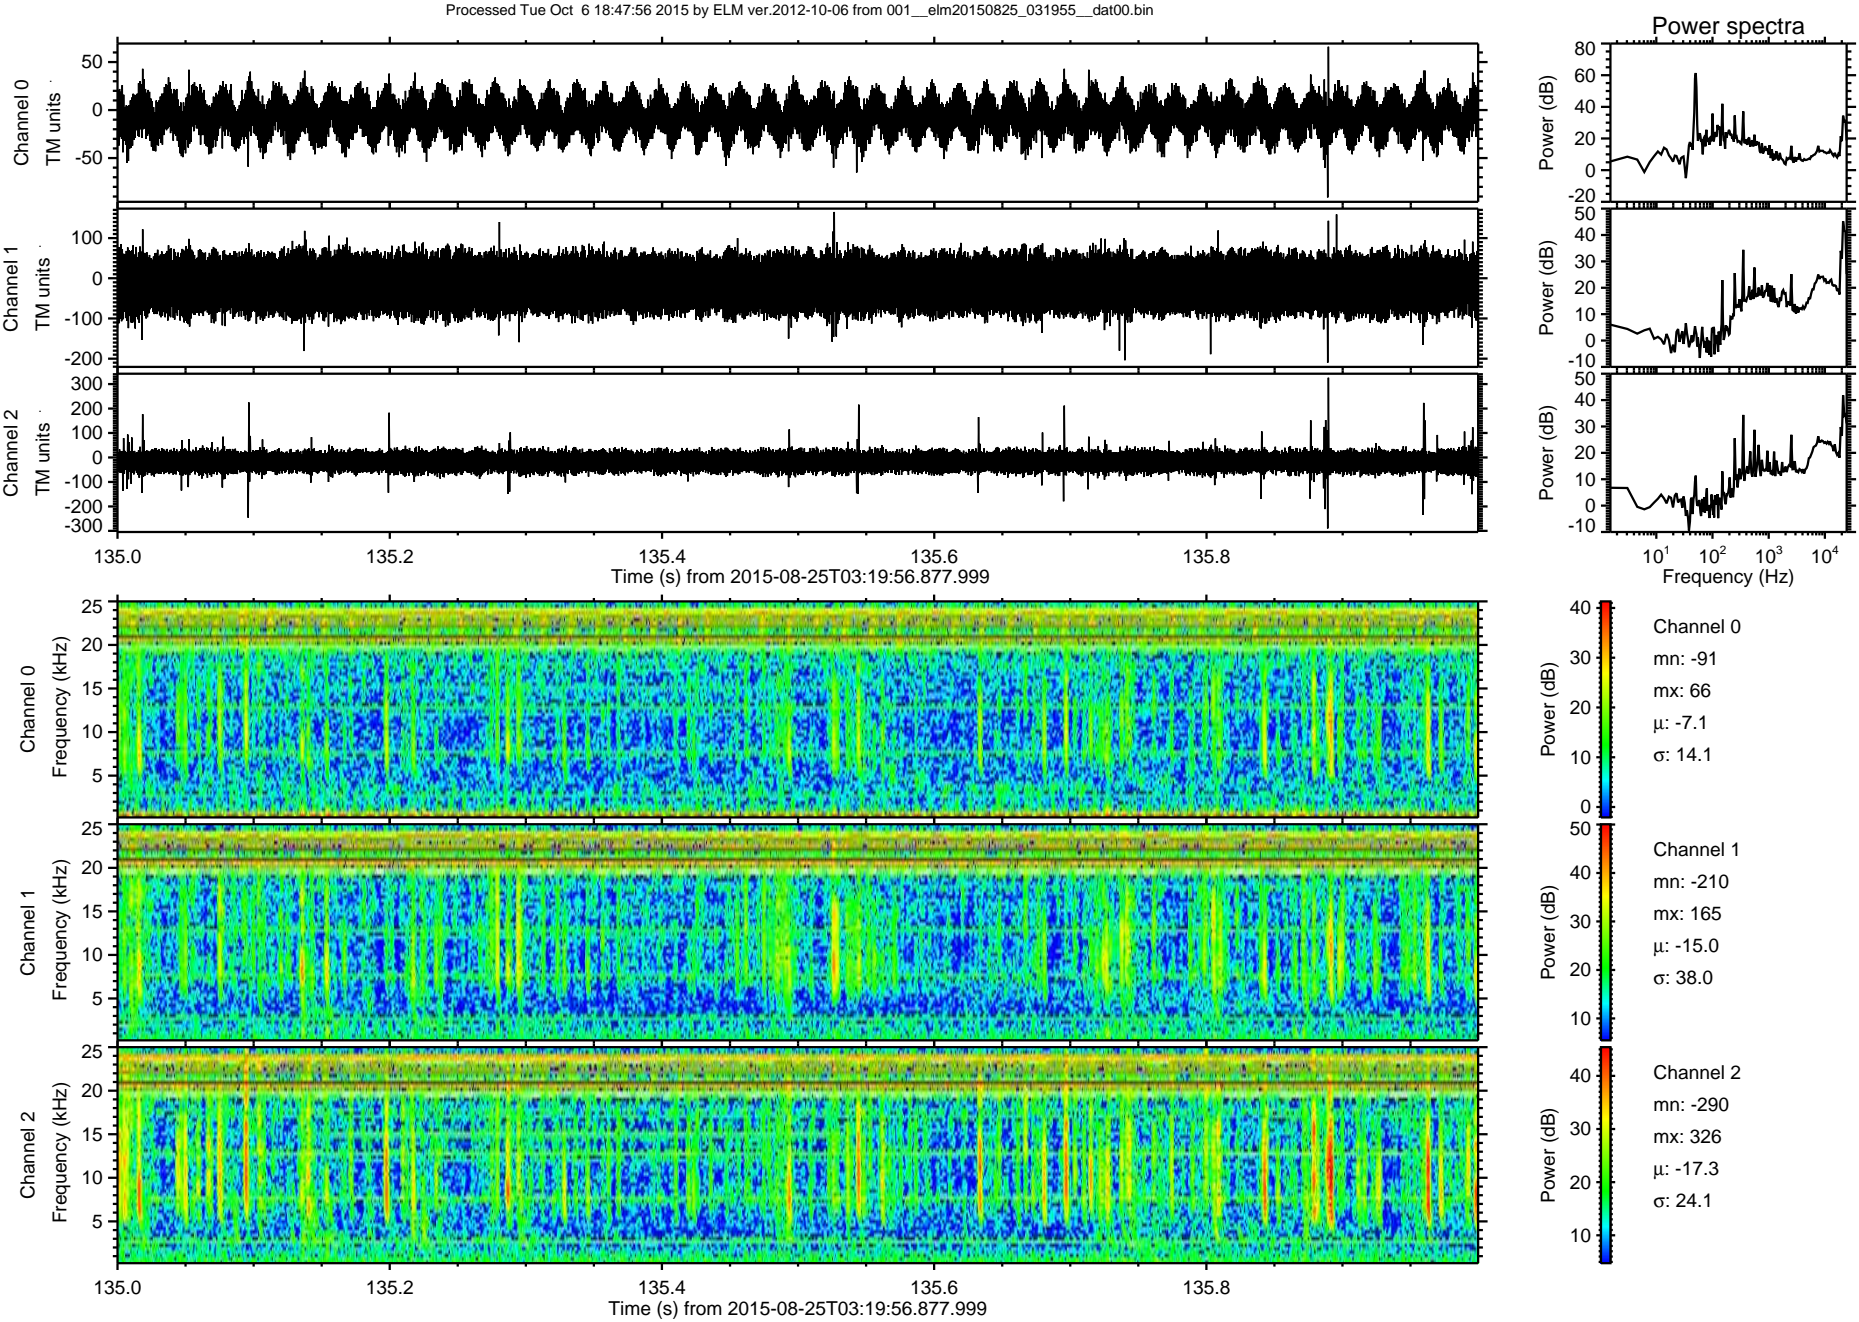 Processed Tue Oct 6 18:47:56 2015 by ELM ver.2012-10-06 from 001__elm20150825_031955__dat00.bin
Power spectra
Channel 0
TM units
50
0
-50
Power (dB)
80
60
40
20
0
-20
Channel 1
TM units
100
0
-100
-200
Power (dB)
50
40
30
20
10
0
-10
Channel 2
TM units
300
200
100
0
-100
-200
-300
Power (dB)
50
40
30
20
10
0
-10
135.0 135.2 135.4 135.6 135.8
Time (s) from 2015-08-25T03:19:56.877.999
10¹ 10² 10³ 10⁴
Frequency (Hz)
Channel 0
Frequency (kHz)
25
20
15
10
5
Power (dB)
40
30
20
10
0
Channel 0
mn: -91
mx: 66
μ: -7.1
σ: 14.1
Channel 1
Frequency (kHz)
25
20
15
10
5
Power (dB)
50
40
30
20
10
Channel 1
mn: -210
mx: 165
μ: -15.0
σ: 38.0
Channel 2
Frequency (kHz)
25
20
15
10
5
Power (dB)
40
30
20
10
Channel 2
mn: -290
mx: 326
μ: -17.3
σ: 24.1
135.0 135.2 135.4 135.6 135.8
Time (s) from 2015-08-25T03:19:56.877.999